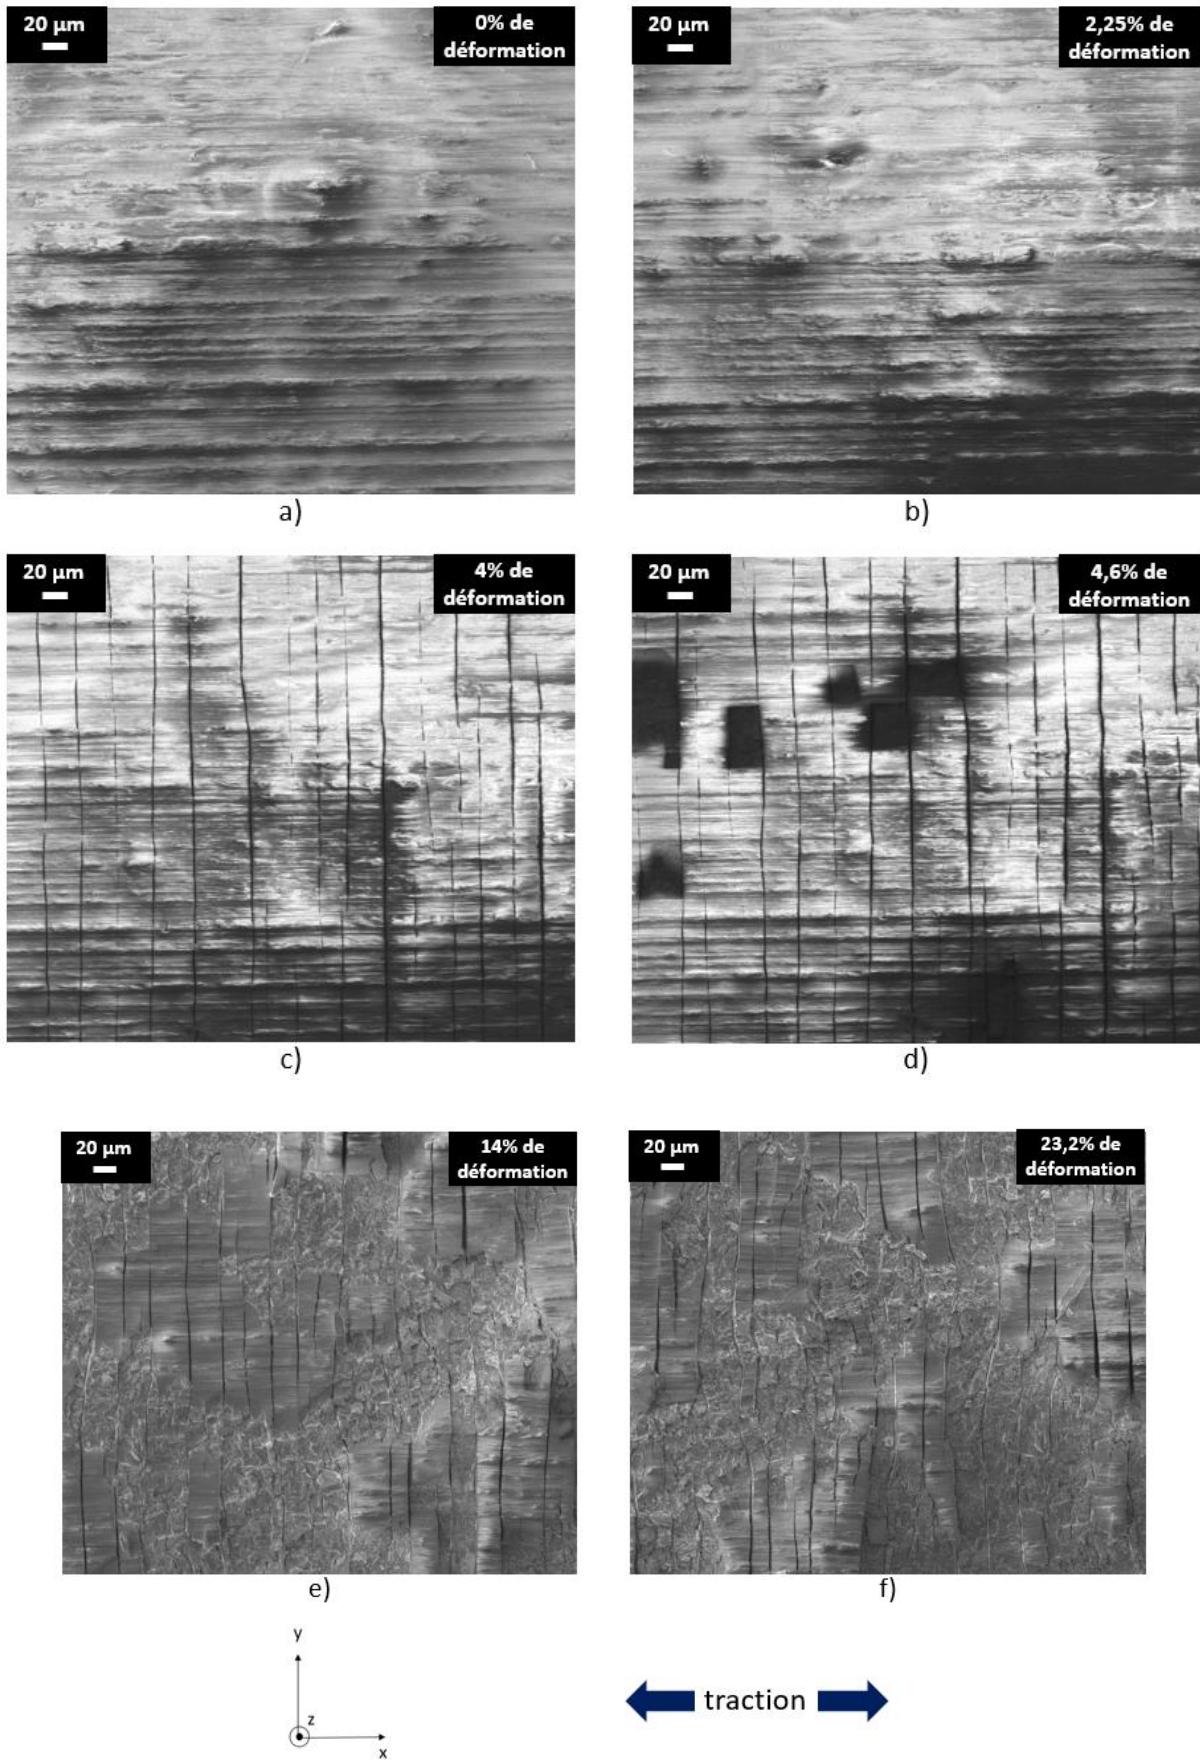 20 µm
0% de
déformation
20 µm
2,25% de
déformation
a)
b)
20 µm
4% de
déformation
20 µm
4,6% de
déformation
c)
d)
20 µm
14% de
déformation
20 µm
23,2% de
déformation
e)
f)
y
z
x
traction